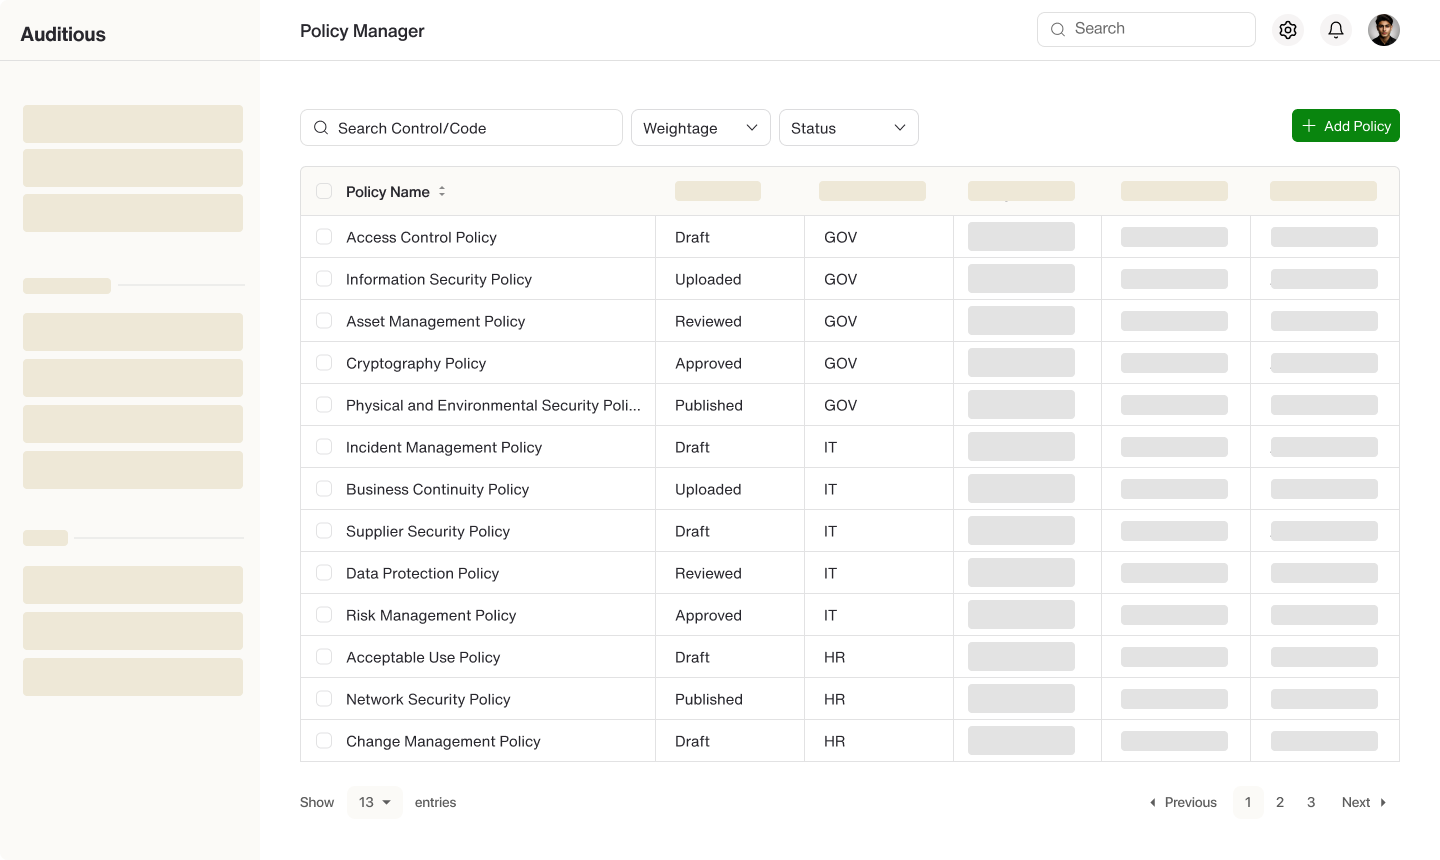 Auditious
Policy Manager
Search
Search Control/Code
Weightage
Status
Add Policy
Policy Name
Access Control Policy Draft GOV
Information Security Policy Uploaded GOV
Asset Management Policy Reviewed GOV
Cryptography Policy Approved GOV
Physical and Environmental Security Poli... Published GOV
Incident Management Policy Draft IT
Business Continuity Policy Uploaded IT
Supplier Security Policy Draft IT
Data Protection Policy Reviewed IT
Risk Management Policy Approved IT
Acceptable Use Policy Draft HR
Network Security Policy Published HR
Change Management Policy Draft HR
Show 13 entries
Previous 1 2 3 Next